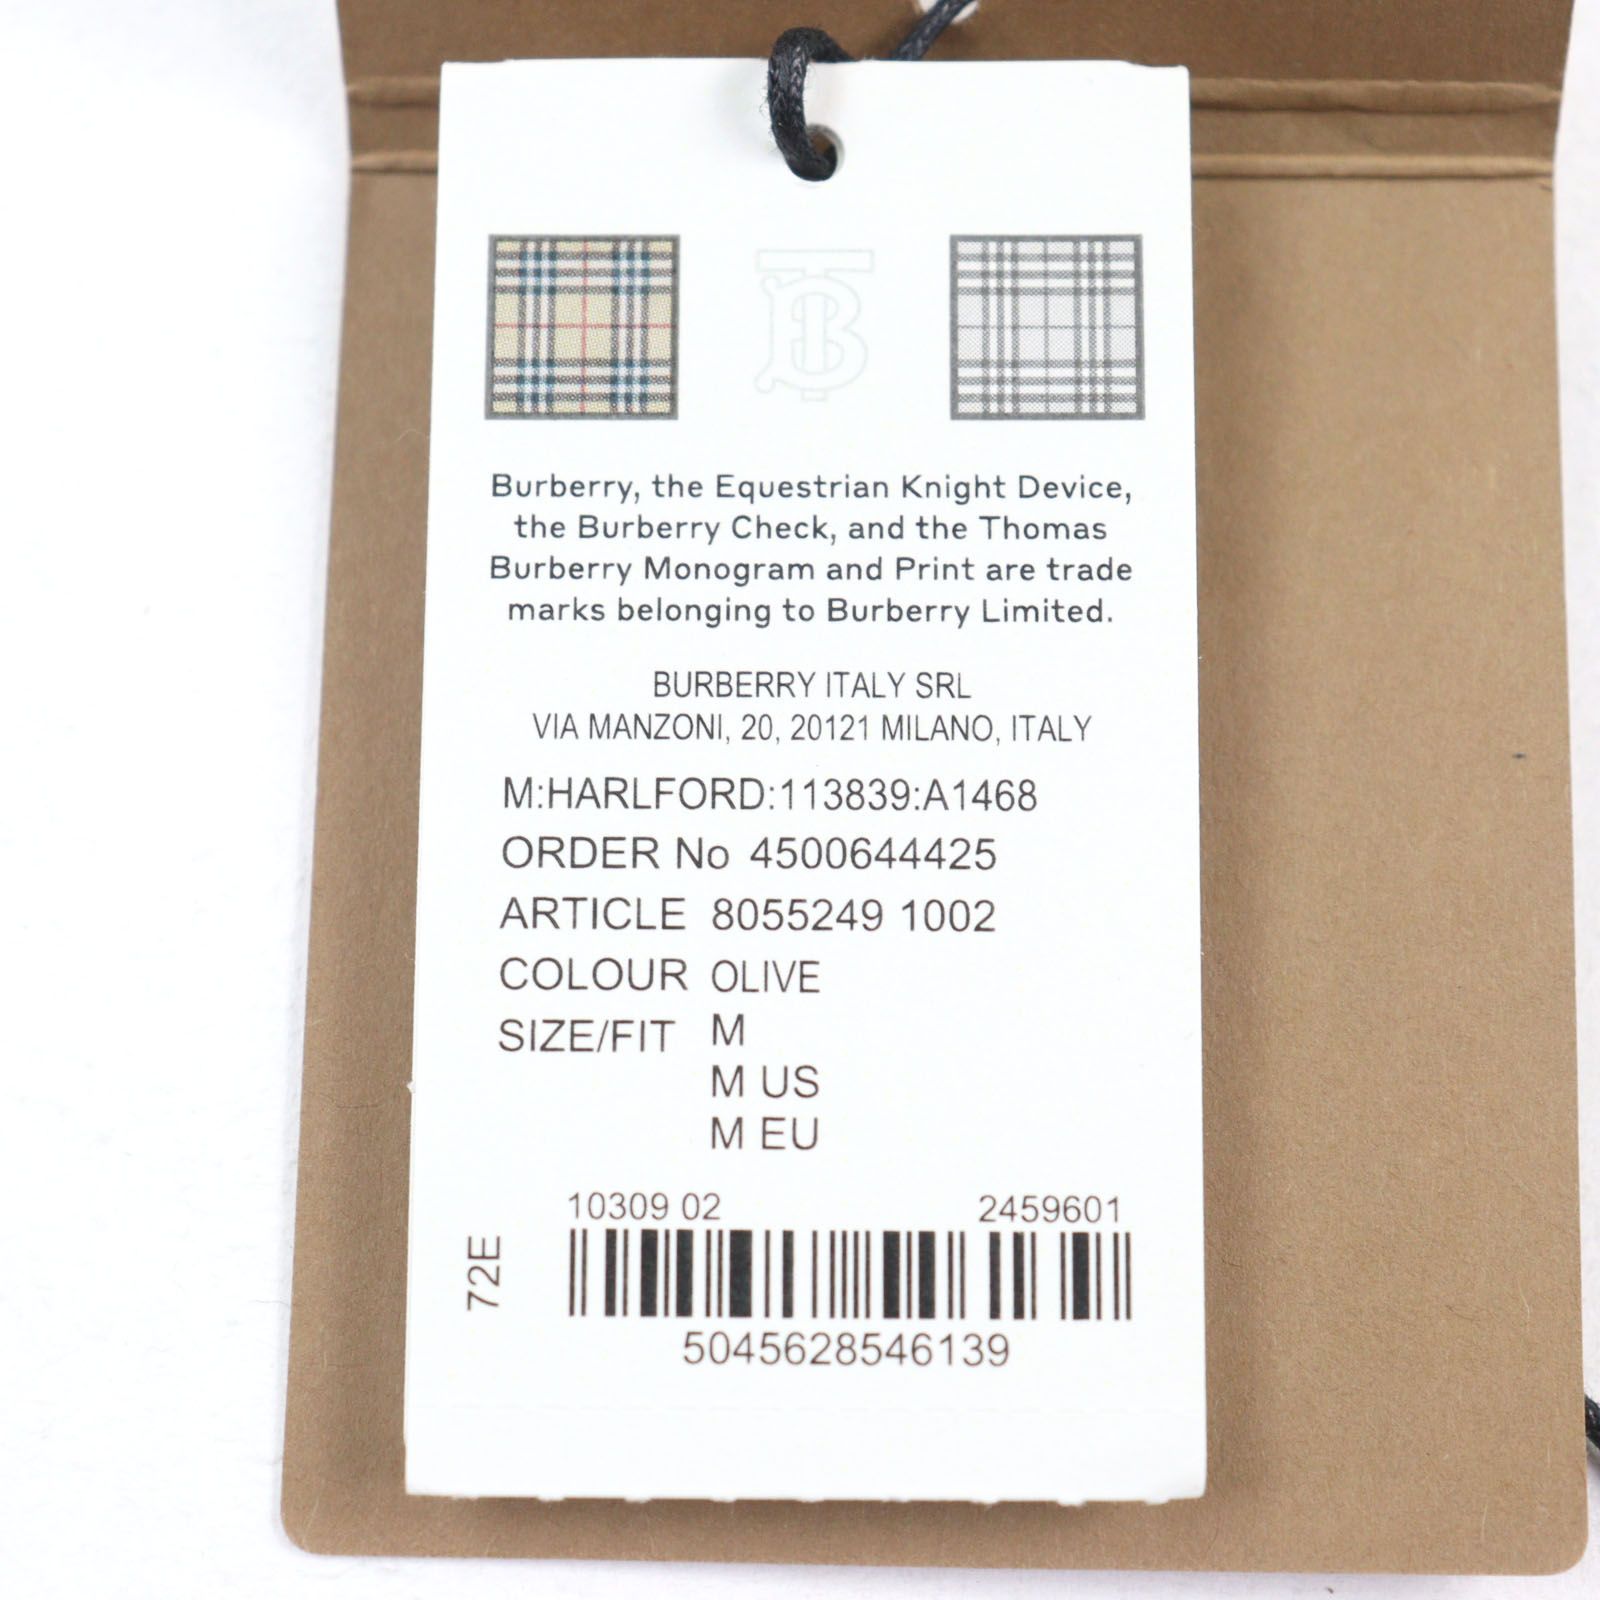 TB
Burberry, the Equestrian Knight Device,
the Burberry Check, and the Thomas
Burberry Monogram and Print are trade
marks belonging to Burberry Limited.
BURBERRY ITALY SRL
VIA MANZONI, 20, 20121 MILANO, ITALY
M:HARLFORD:113839:A1468
ORDER No 4500644425
ARTICLE 8055249 1002
COLOUR OLIVE
SIZE/FIT M
M US
M EU
10309 02 2459601
72E
5045628546139